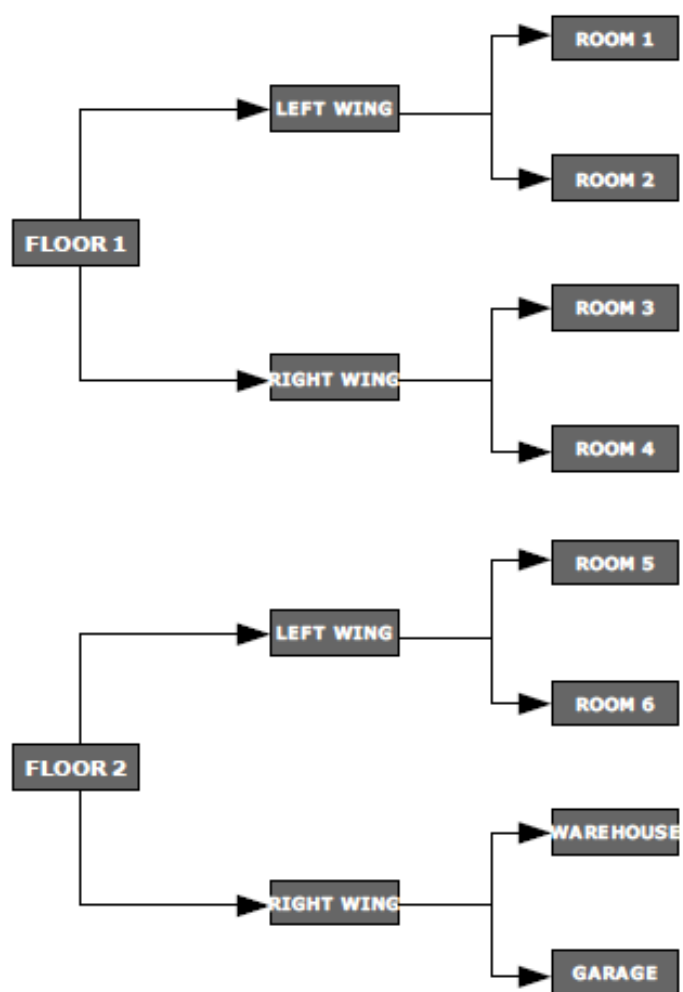 ROOM 1
LEFT WING
ROOM 2
FLOOR 1
ROOM 3
RIGHT WING
ROOM 4
ROOM 5
LEFT WING
ROOM 6
FLOOR 2
WAREHOUSE
RIGHT WING
GARAGE